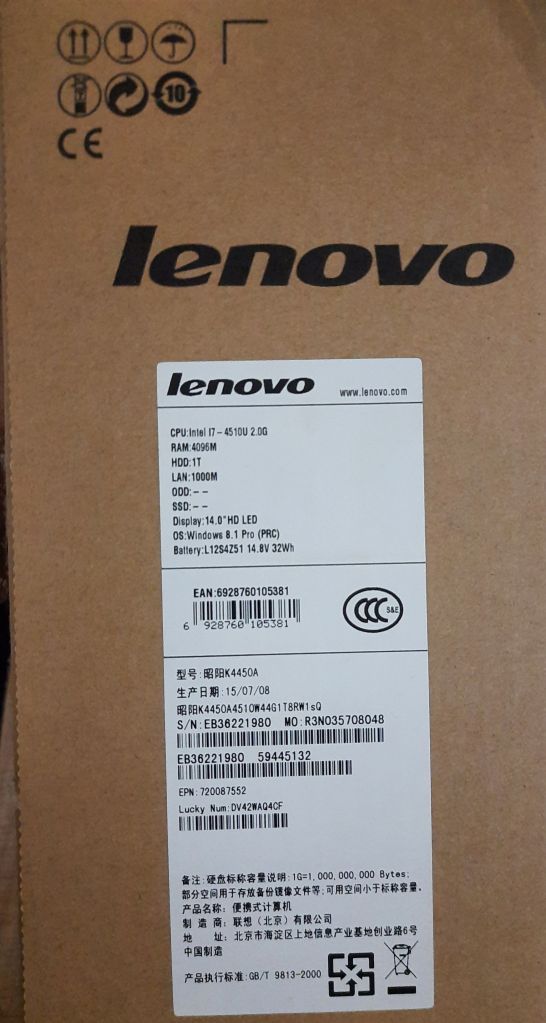 10
CE
lenovo
lenovo www.lenovo.com
CPU:Intel I7-4510U 2.0G
RAM:4096M
HDD:1T
LAN:1000M
ODD:--
SSD:--
Display:14.0"HD LED
OS:Windows 8.1 Pro (PRC)
Battery:L12S4Z51 14.8V 32Wh
EAN:6928760105381
CCC S&E
6 928760 105381
型号:昭阳K4450A
生产日期:15/07/08
昭阳K4450A4510W44G1T8RW1sQ
S/N:EB36221980 MO:R3N035708048
EB36221980 59445132
EPN:720087552
Lucky Num:DV42WAQ4CF
备注:硬盘标称容量说明:1G=1,000,000,000 Bytes;
部分空间用于存放备份镜像文件等;可用空间小于标称容量。
产品名称: 便携式计算机
制 造 商: 联想（北京）有限公司
地 址: 北京市海淀区上地信息产业基地创业路6号
中国制造
产品执行标准:GB/T 9813-2000